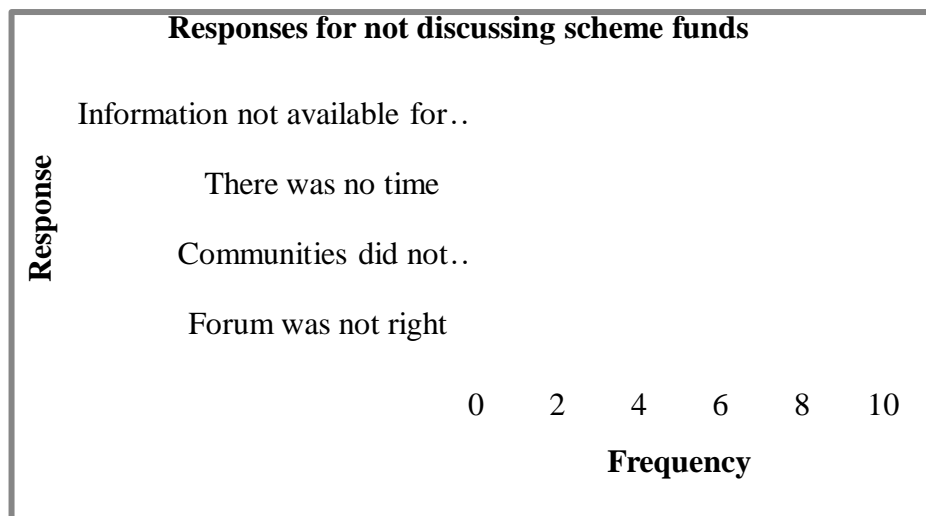 Responses for not discussing scheme funds
Response
Information not available for…
There was no time
Communities did not…
Forum was not right
0 2 4 6 8 10
Frequency